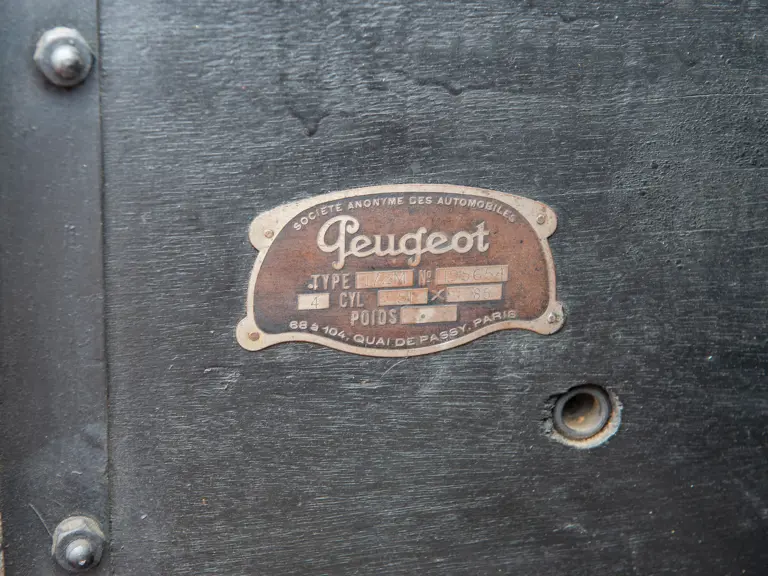 SOCIÉTÉ ANONYME DES AUTOMOBILES
Peugeot
TYPE No
4 CYL X
POIDS
68 à 104, QUAI DE PASSY. PARIS